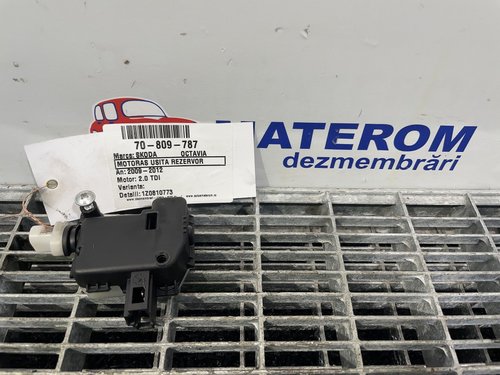 70-809-787
Marca: SKODA OCTAVIA
MOTORAS USITA REZERVOR
An: 2009-2012
Motor: 2.0 TDI
Varianta:
Detalii: 1Z0810773
ATEROM
dezmembrări